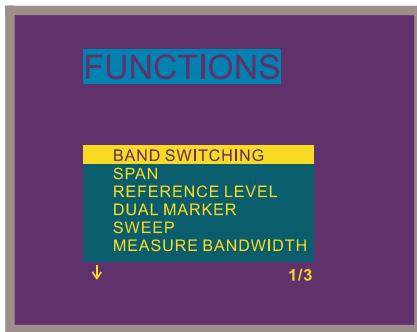 FUNCTIONS
BAND SWITCHING
SPAN
REFERENCE LEVEL
DUAL MARKER
SWEEP
MEASURE BANDWIDTH
↓ 1/3